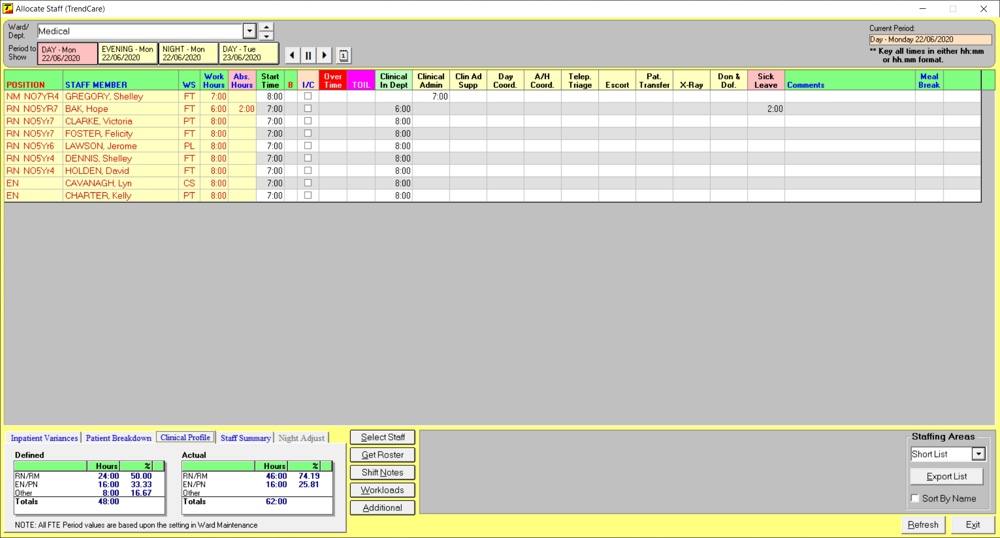 Allocate Staff (TrendCare)
Ward/ Dept. Medical
Current Period:
Day - Monday 22/06/2020
** Key all times in either hh:mm
or hh.mm format.
Period to Show
DAY - Mon 22/06/2020
EVENING - Mon 22/06/2020
NIGHT - Mon 22/06/2020
DAY - Tue 23/06/2020
POSITION STAFF MEMBER WS Work Hours Abs. Hours Start Time B I/C Over Time TOIL Clinical In Dept Clinical Admin Clin Ad Supp Day Coord. A/H Coord. Telep. Triage Escort Pat. Transfer X-Ray Don & Dof. Sick Leave Comments Meal Break
NM NO7YR4 GREGORY, Shelley FT 7:00 8:00 7:00
RN NO5YR7 BAK, Hope FT 6:00 2:00 7:00 6:00 2:00
RN NO5Yr7 CLARKE, Victoria PT 8:00 7:00 8:00
RN NO5Yr7 FOSTER, Felicity FT 8:00 7:00 8:00
RN NO5Yr6 LAWSON, Jerome PL 8:00 7:00 8:00
RN NO5Yr4 DENNIS, Shelley FT 8:00 7:00 8:00
RN NO5Yr4 HOLDEN, David FT 8:00 7:00 8:00
EN CAVANAGH, Lyn CS 8:00 7:00 8:00
EN CHARTER, Kelly PT 8:00 7:00 8:00
Inpatient Variances Patient Breakdown Clinical Profile Staff Summary Night Adjust
Defined
Hours %
RN/RM 24:00 50.00
EN/PN 16:00 33.33
Other 8:00 16.67
Totals 48:00
Actual
Hours %
RN/RM 46:00 74.19
EN/PN 16:00 25.81
Other
Totals 62:00
NOTE: All FTE Period values are based upon the setting in Ward Maintenance
Select Staff
Get Roster
Shift Notes
Workloads
Additional
Staffing Areas
Short List
Export List
Sort By Name
Refresh
Exit